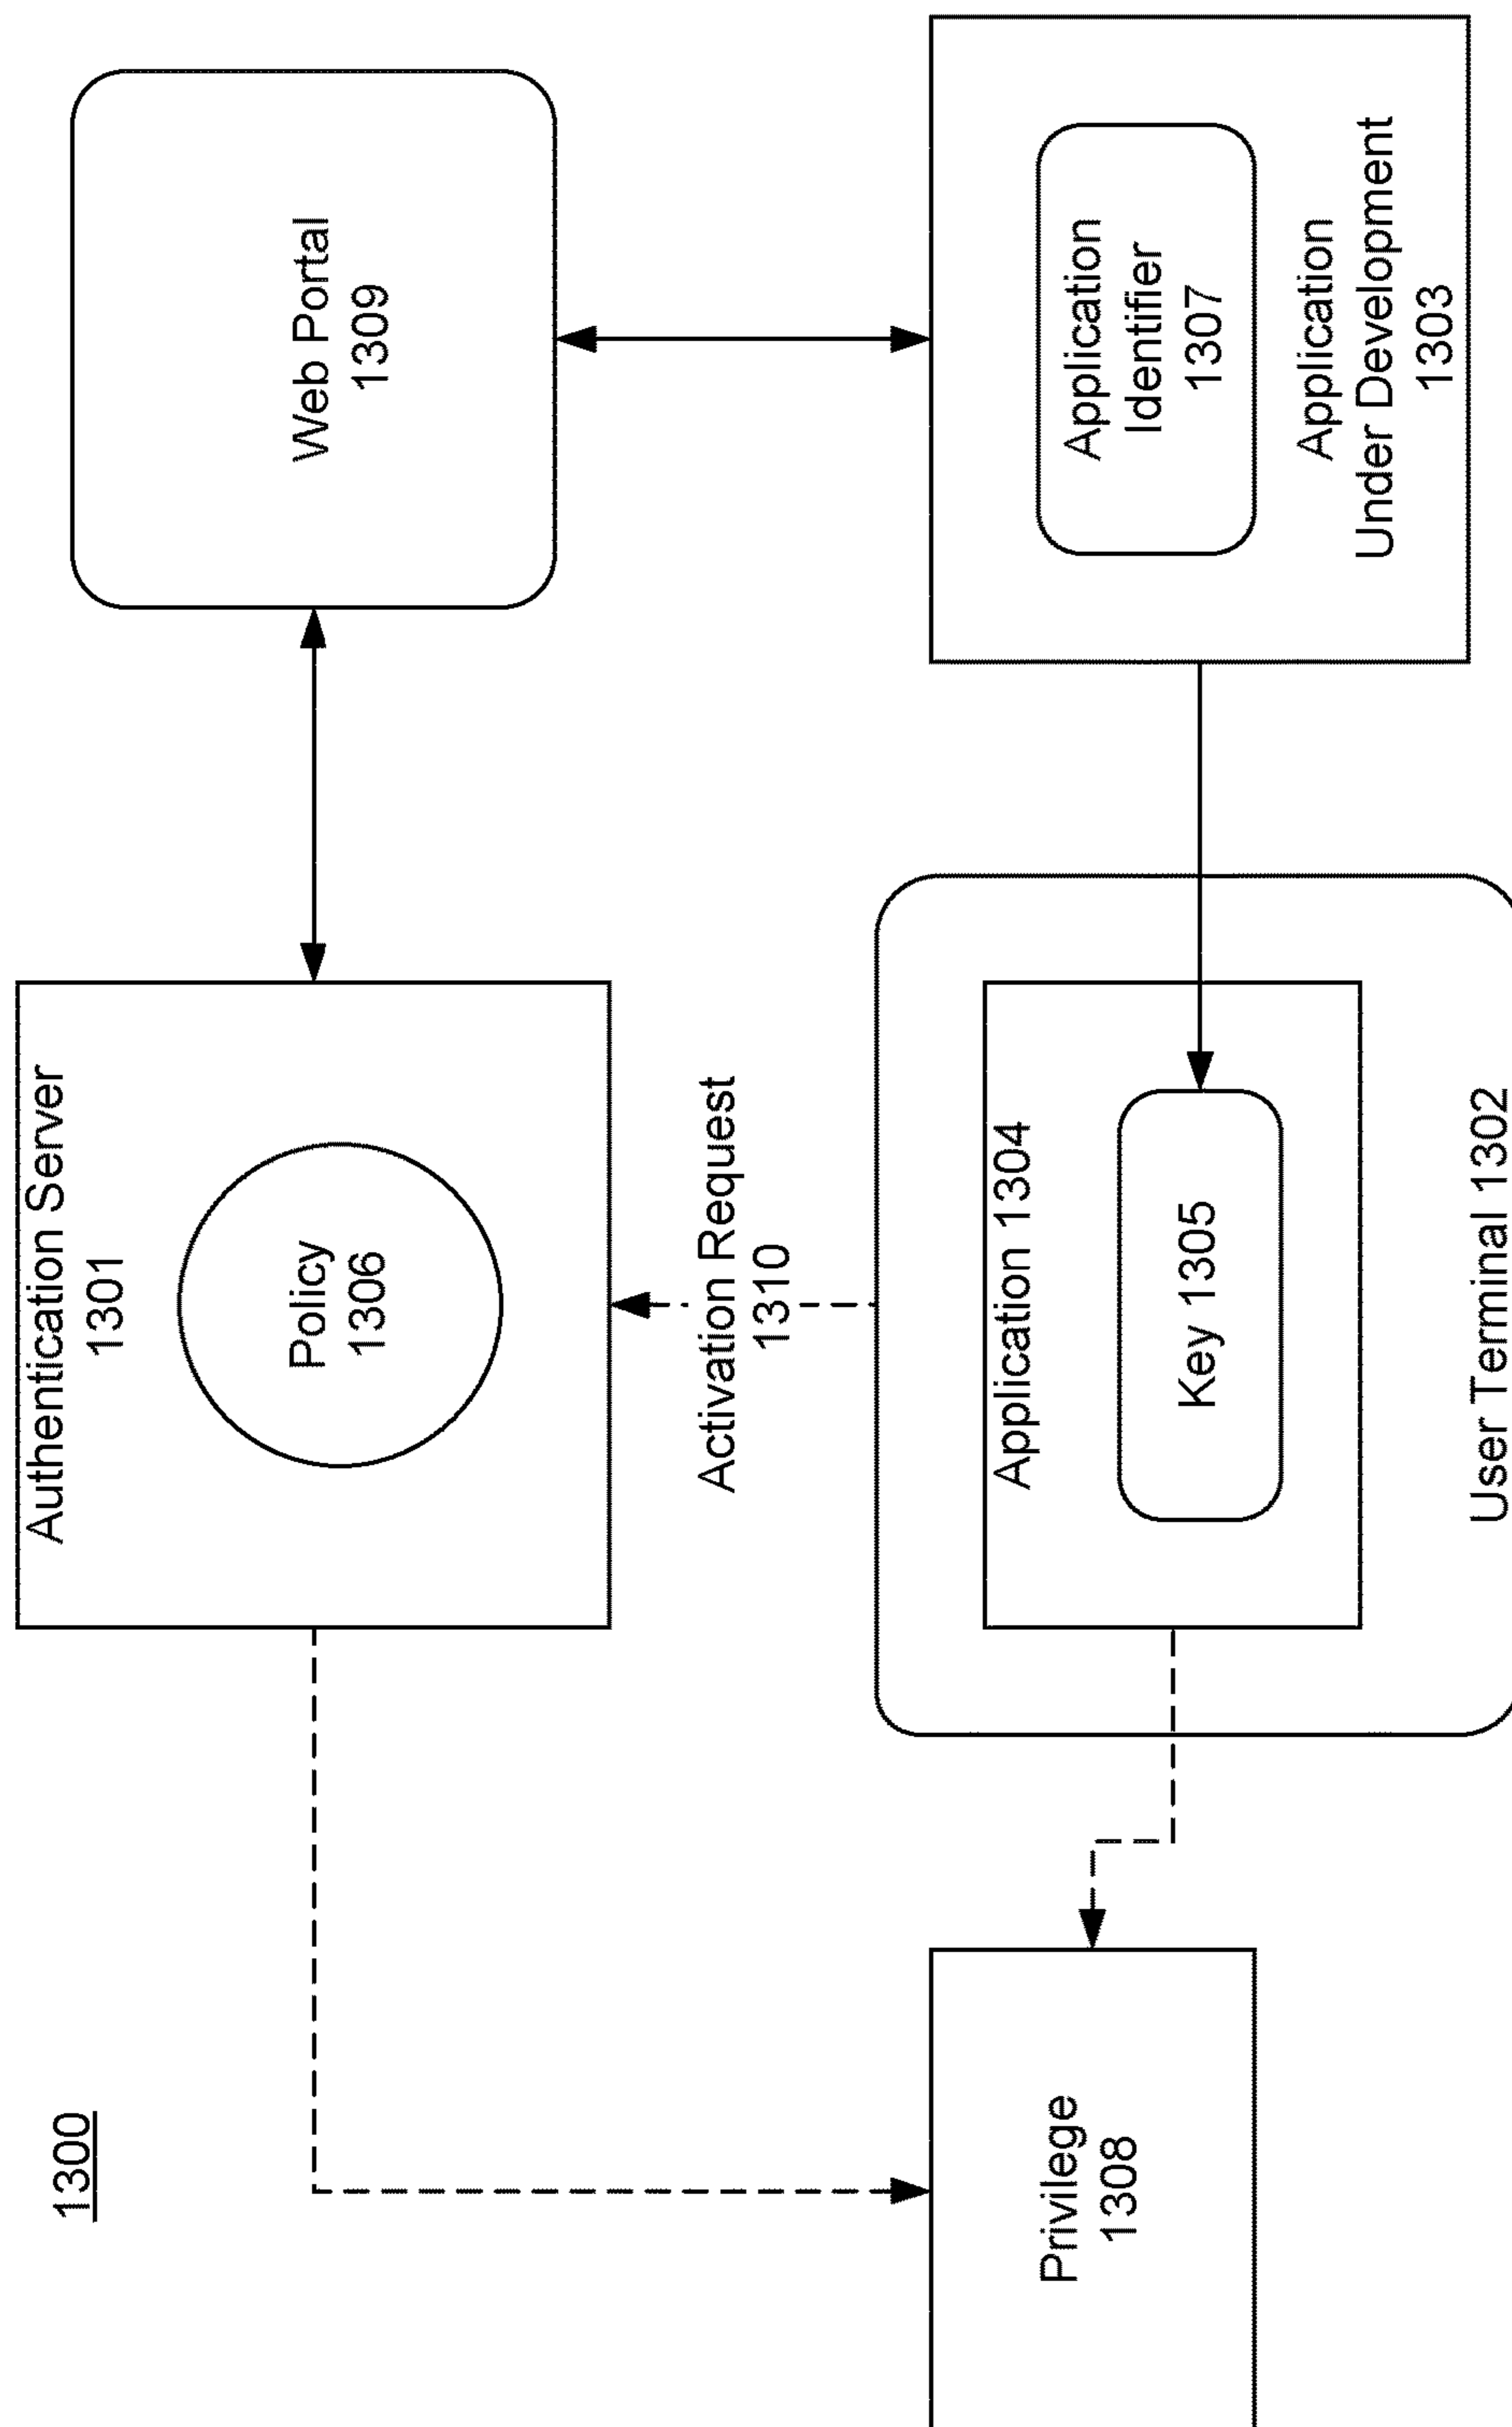 1300
Authentication Server
1301
Policy
1306
Web Portal
1309
Activation Request
1310
Privilege
1308
Application 1304
Key 1305
User Terminal 1302
Application
Identifier
1307
Application
Under Development
1303